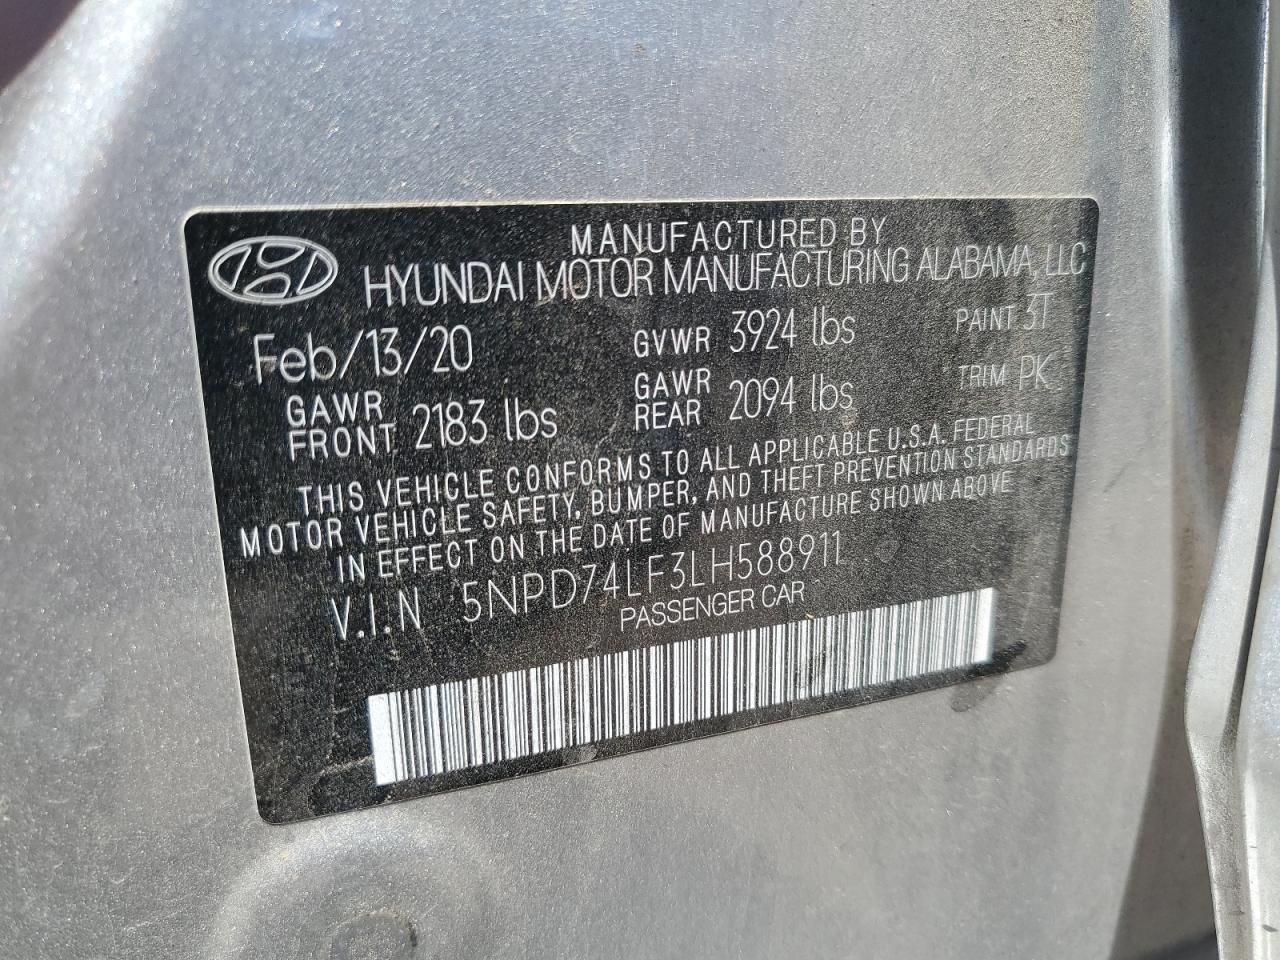 MANUFACTURED BY
HYUNDAI MOTOR MANUFACTURING ALABAMA, LLC
Feb/13/20 GVWR 3924 lbs PAINT 3T
GAWR FRONT 2183 lbs GAWR REAR 2094 lbs TRIM PK
THIS VEHICLE CONFORMS TO ALL APPLICABLE U.S.A. FEDERAL
MOTOR VEHICLE SAFETY, BUMPER, AND THEFT PREVENTION STANDARDS
IN EFFECT ON THE DATE OF MANUFACTURE SHOWN ABOVE
V.I.N 5NPD74LF3LH588911
PASSENGER CAR